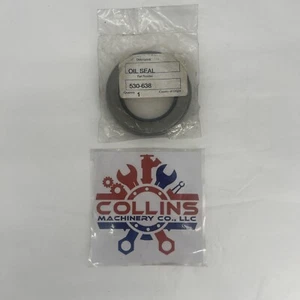 OIL SEAL
530-638
1
COLLINS
MACHINERY CO., LLC